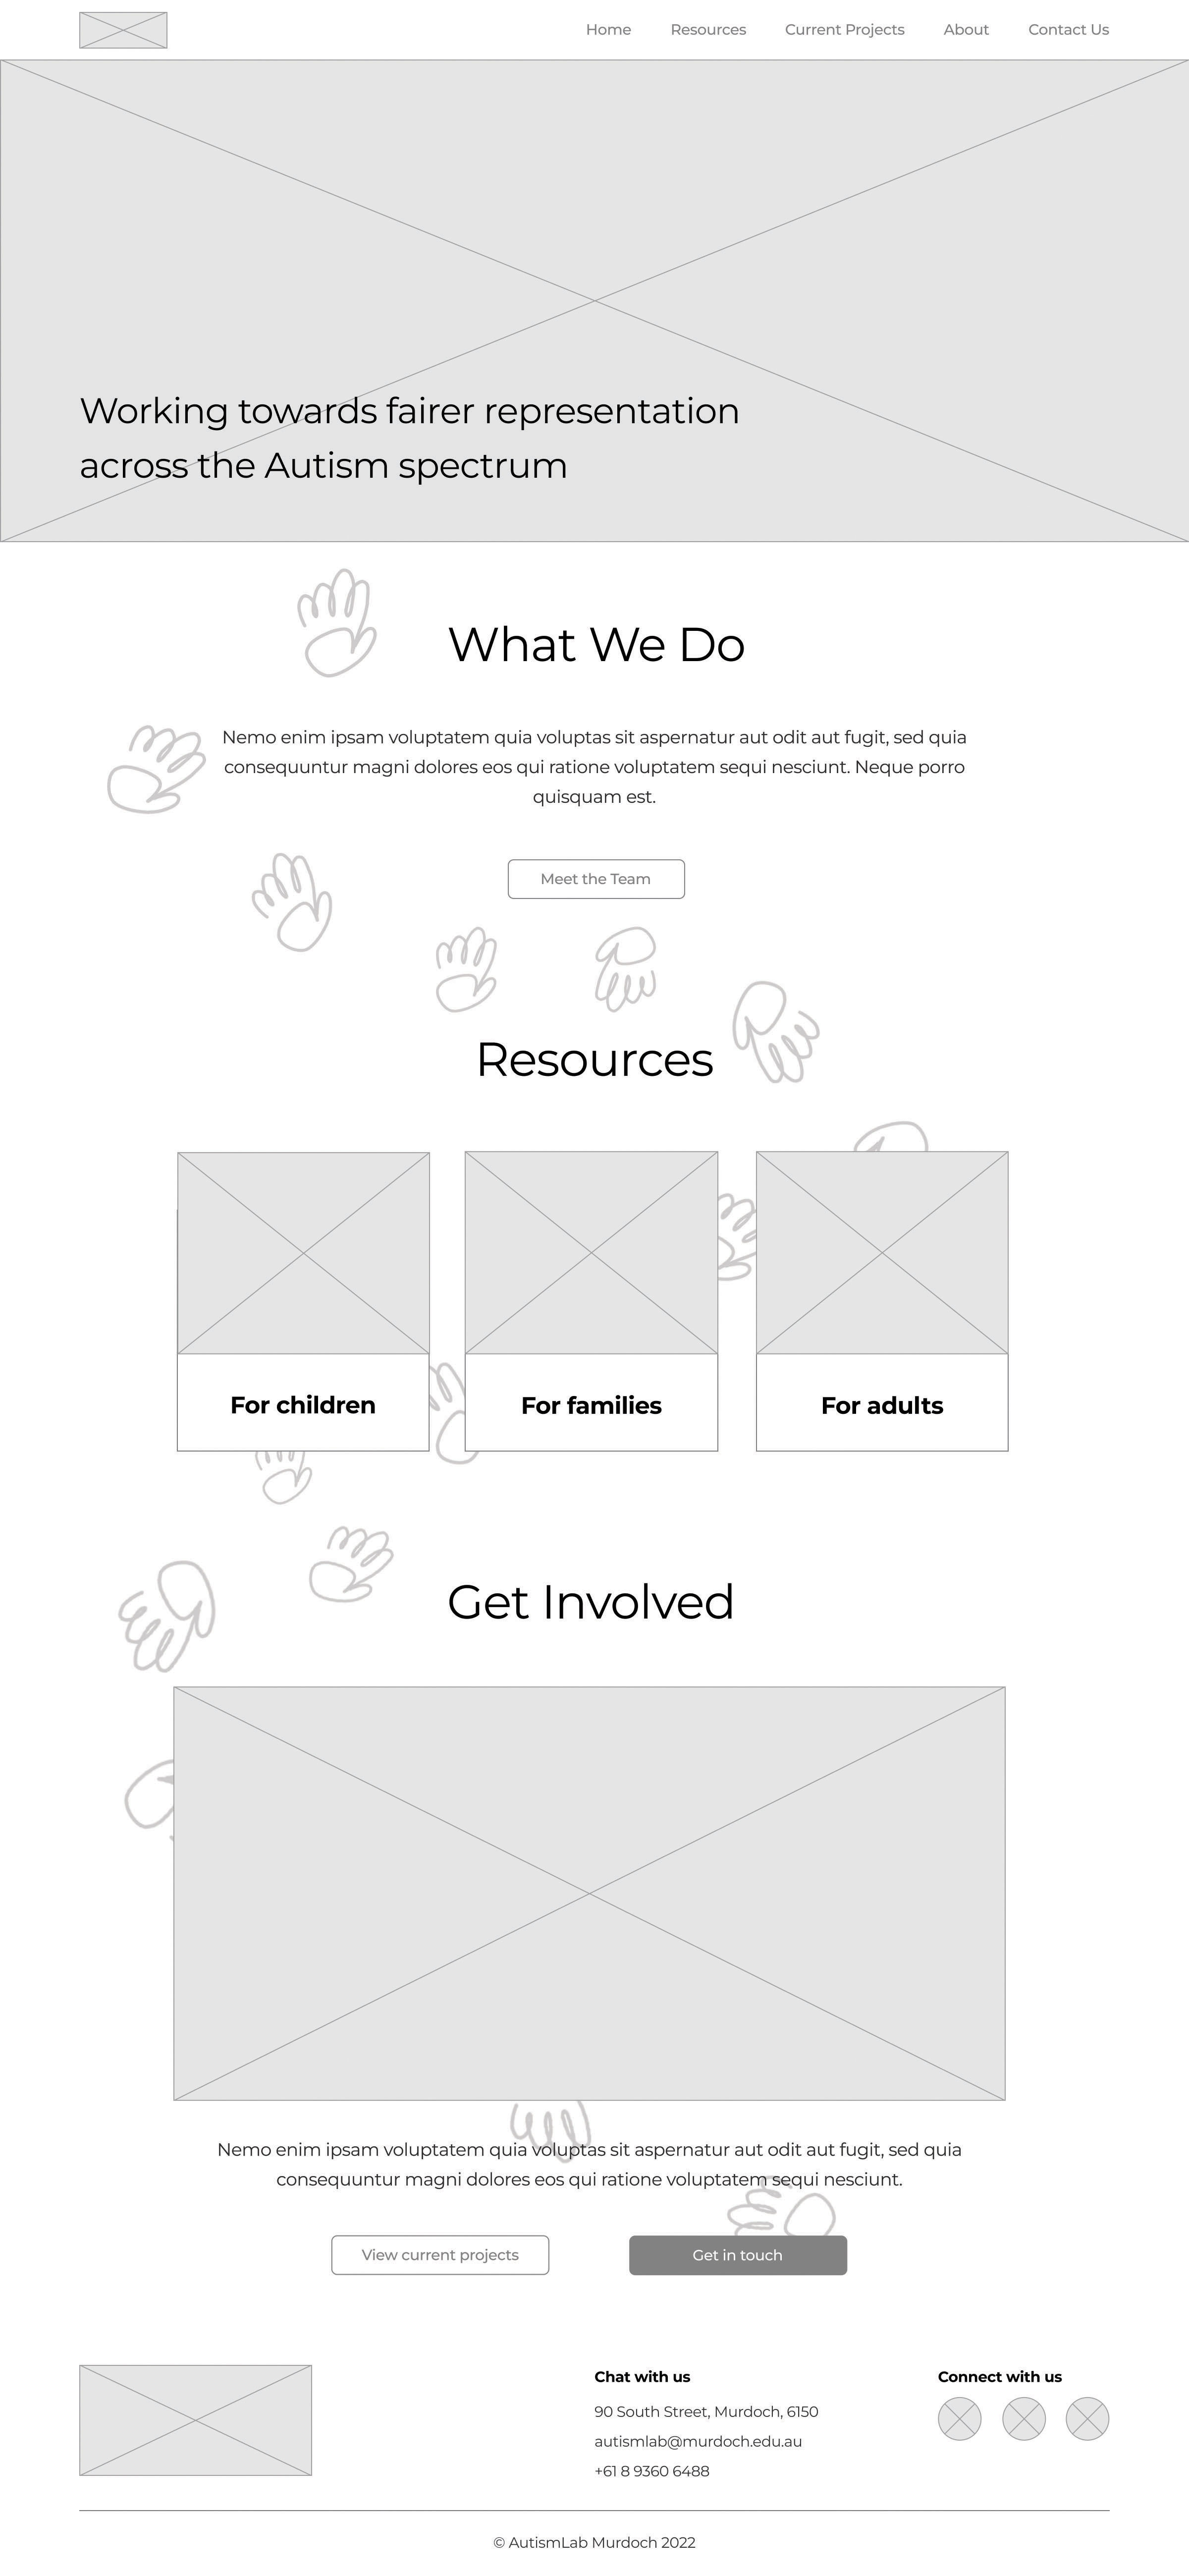 Home Resources Current Projects About Contact Us
Working towards fairer representation
across the Autism spectrum
What We Do
Nemo enim ipsam voluptatem quia voluptas sit aspernatur aut odit aut fugit, sed quia
consequuntur magni dolores eos qui ratione voluptatem sequi nesciunt. Neque porro
quisquam est.
Meet the Team
Resources
For children
For families
For adults
Get Involved
Nemo enim ipsam voluptatem quia voluptas sit aspernatur aut odit aut fugit, sed quia
consequuntur magni dolores eos qui ratione voluptatem sequi nesciunt.
View current projects
Get in touch
Chat with us
90 South Street, Murdoch, 6150
autismlab@murdoch.edu.au
+61 8 9360 6488
Connect with us
© AutismLab Murdoch 2022